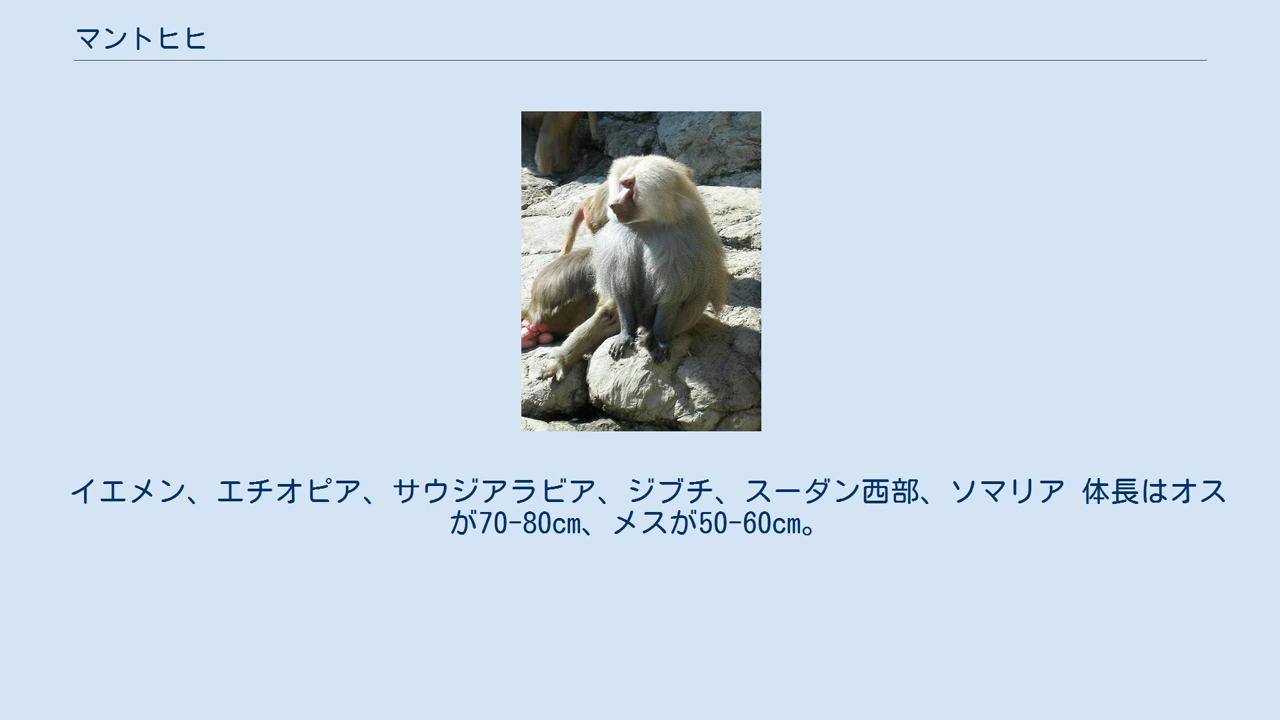 マントヒヒ
イエメン、エチオピア、サウジアラビア、ジブチ、スーダン西部、ソマリア 体長はオス
が70-80cm、メスが50-60cm。